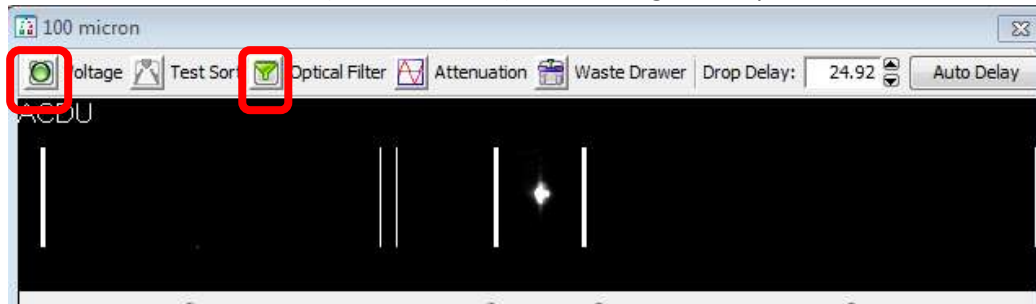 100 micron
Voltage Test Sort Optical Filter Attenuation Waste Drawer Drop Delay: 24.92 Auto Delay
ACDU